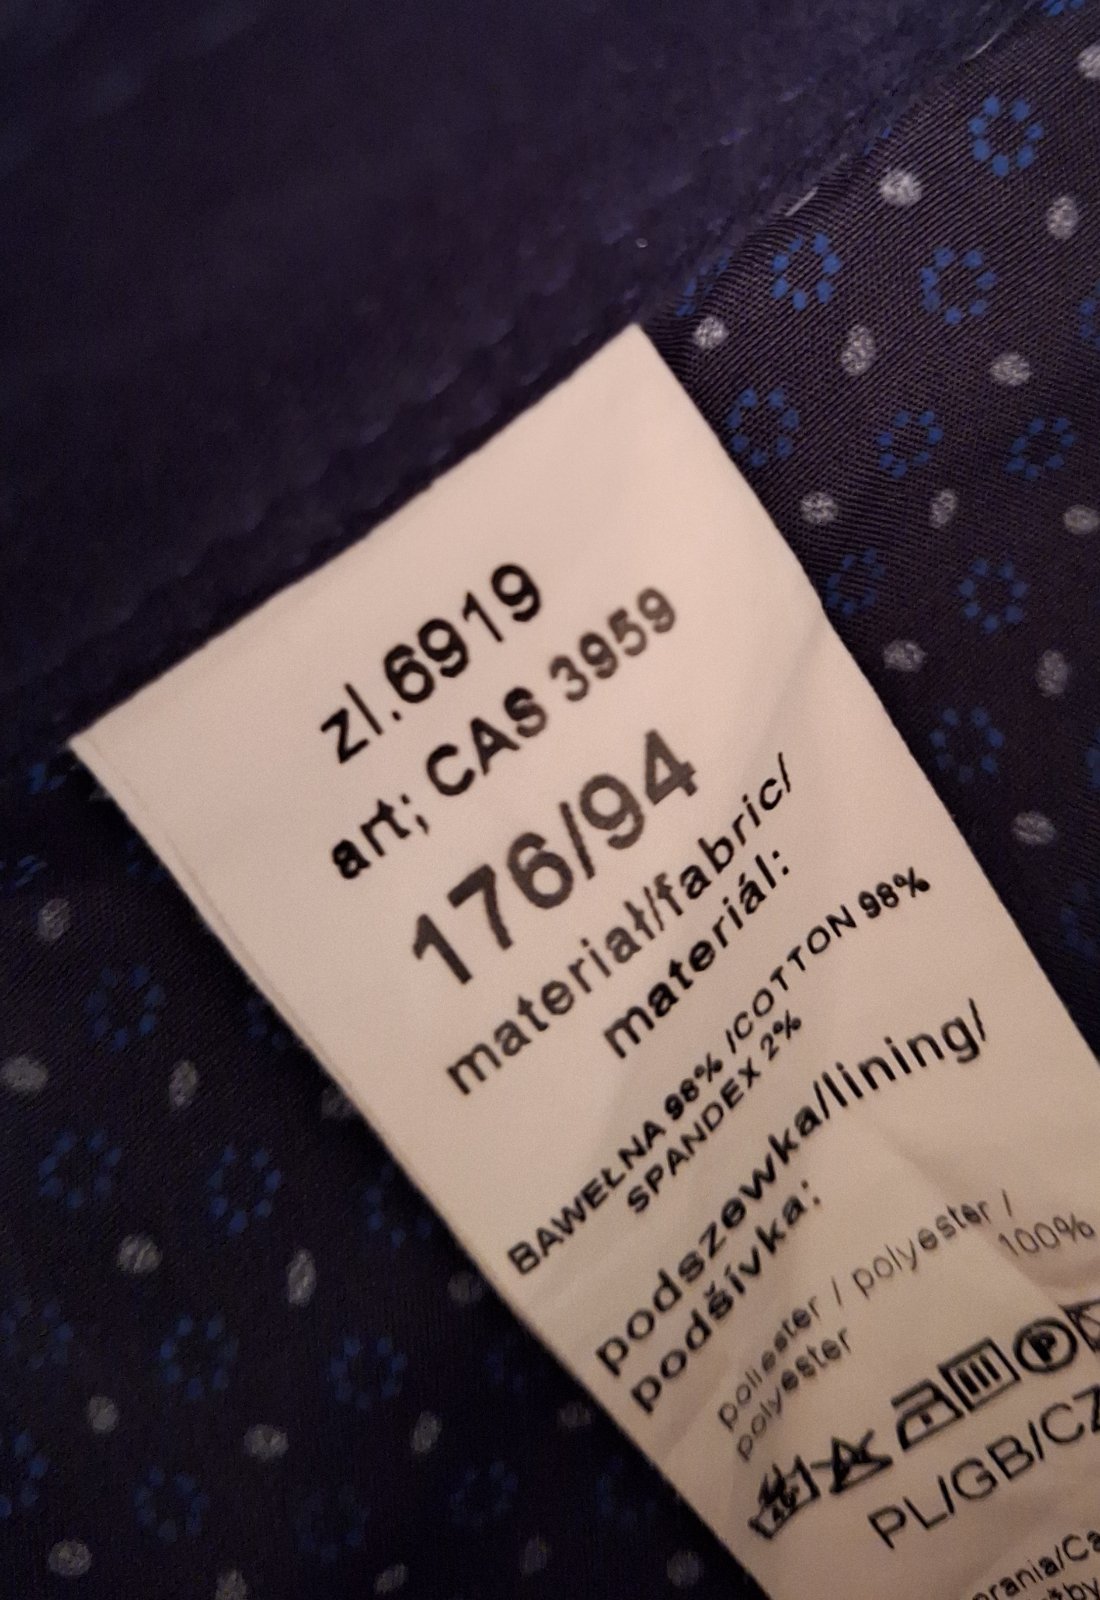 zl.6919
art; CAS 3959
176/94
materiał/fabric/
materiál:
BAWEŁNA 98% /COTTON 98%
SPANDEX 2%
podszewka/lining/
podšívka:
poliester / polyester /
polyester 100%
PL/GB/CZ